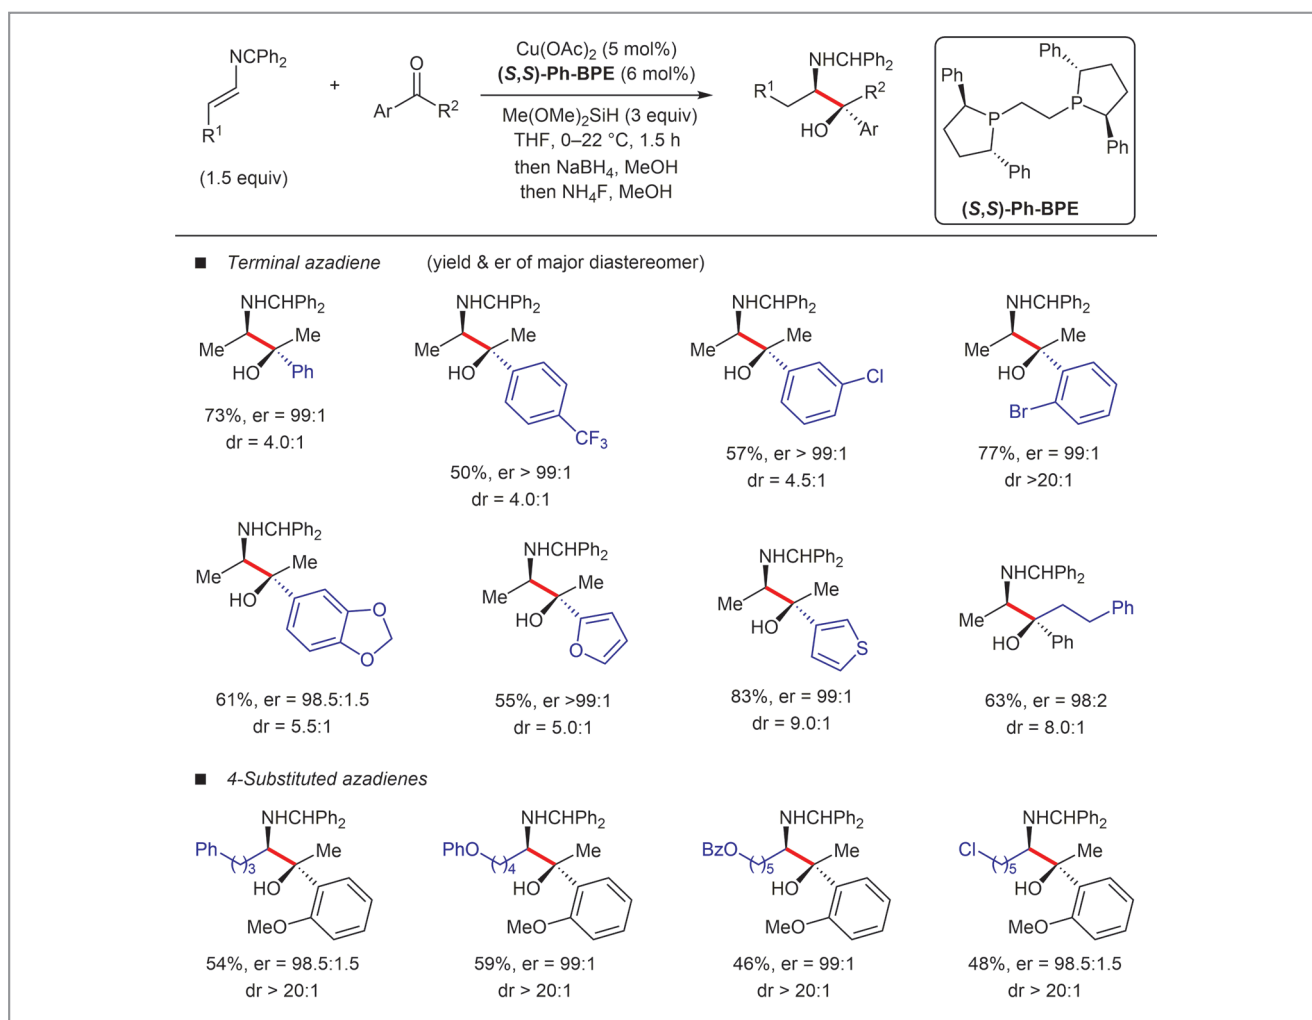 NCPh2
R1
(1.5 equiv)
+
O
Ar
R2
Cu(OAc)2 (5 mol%)
(S,S)-Ph-BPE (6 mol%)
Me(OMe)2SiH (3 equiv)
THF, 0–22 °C, 1.5 h
then NaBH4, MeOH
then NH4F, MeOH
NHCHPh2
R1
R2
HO
Ar
Ph
Ph
P
P
Ph
Ph
(S,S)-Ph-BPE
■ Terminal azadiene (yield & er of major diastereomer)
NHCHPh2
Me
Me
HO
Ph
73%, er = 99:1
dr = 4.0:1
NHCHPh2
Me
Me
HO
CF3
50%, er > 99:1
dr = 4.0:1
NHCHPh2
Me
Me
HO
Cl
57%, er > 99:1
dr = 4.5:1
NHCHPh2
Me
Me
HO
Br
77%, er = 99:1
dr >20:1
NHCHPh2
Me
Me
HO
O
O
61%, er = 98.5:1.5
dr = 5.5:1
NHCHPh2
Me
Me
HO
O
55%, er >99:1
dr = 5.0:1
NHCHPh2
Me
Me
HO
S
83%, er = 99:1
dr = 9.0:1
NHCHPh2
Ph
Me
HO
Ph
63%, er = 98:2
dr = 8.0:1
■ 4-Substituted azadienes
NHCHPh2
Ph
( )3
Me
HO
MeO
54%, er = 98.5:1.5
dr > 20:1
NHCHPh2
PhO
( )4
Me
HO
MeO
59%, er = 99:1
dr > 20:1
NHCHPh2
BzO
( )5
Me
HO
MeO
46%, er = 99:1
dr > 20:1
NHCHPh2
Cl
( )5
Me
HO
MeO
48%, er = 98.5:1.5
dr > 20:1